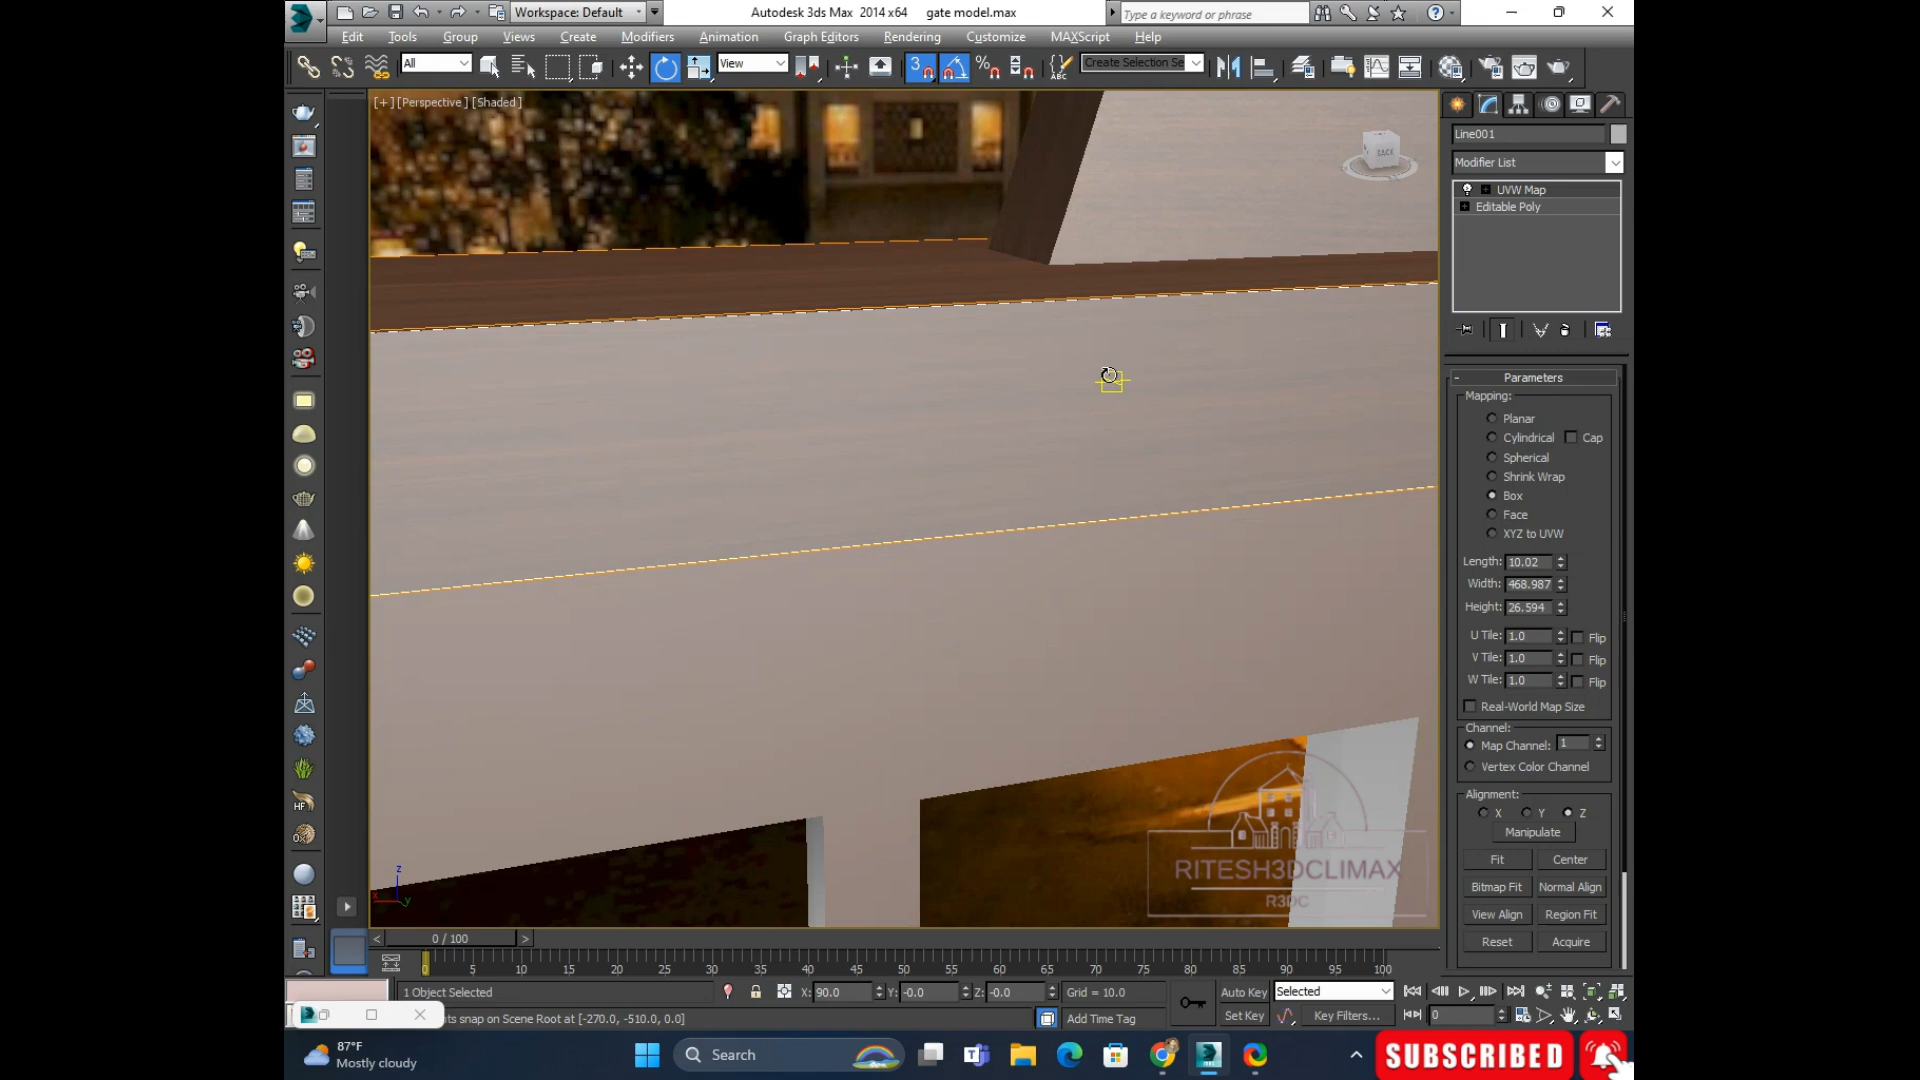 Workspace: Default
Autodesk 3ds Max 2014 x64 gate model.max
Type a keyword or phrase
Edit Tools Group Views Create Modifiers Animation Graph Editors Rendering Customize MAXScript Help
All
View
3
Create Selection Se
ABC
[+] [Perspective] [Shaded]
BACK
Line001
Modifier List
UVW Map
Editable Poly
Parameters
Mapping:
Planar
Cylindrical Cap
Spherical
Shrink Wrap
Box
Face
XYZ to UVW
Length: 10.02
Width: 468.987
Height: 26.594
U Tile: 1.0 Flip
V Tile: 1.0 Flip
W Tile: 1.0 Flip
Real-World Map Size
Channel:
Map Channel: 1
Vertex Color Channel
Alignment:
X Y Z
Manipulate
Fit Center
Bitmap Fit Normal Align
View Align Region Fit
Reset Acquire
RITESH3DCLIMAX
R3DC
z
x y
HF
0 / 100
0 5 10 15 20 25 30 35 40 45 50 55 60 65 70 75 80 85 90 95 100
1 Object Selected X: 90.0 Y: -0.0 Z: -0.0 Grid = 10.0
Auto Key Selected
ts snap on Scene Root at [-270.0, -510.0, 0.0] Add Time Tag
Set Key Key Filters... 0
87°F
Mostly cloudy
Search
SUBSCRIBED